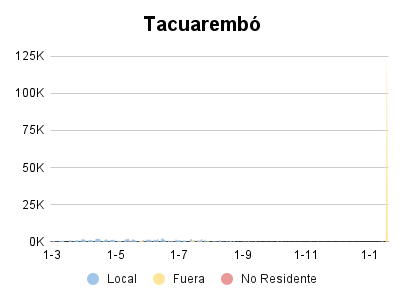 Tacuarembó
125K
100K
75K
50K
25K
0K
1-3 1-5 1-7 1-9 1-11 1-1
Local Fuera No Residente